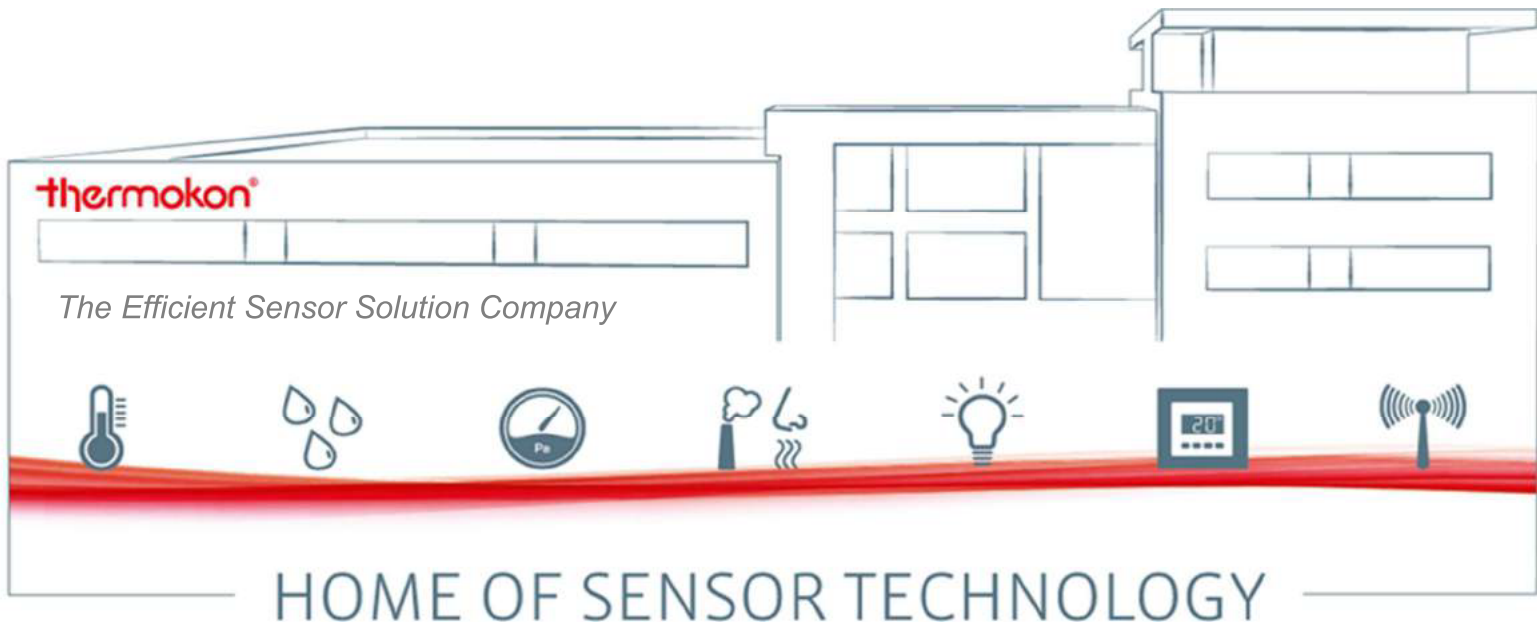 thermokon®
The Efficient Sensor Solution Company
Pa
20°
HOME OF SENSOR TECHNOLOGY